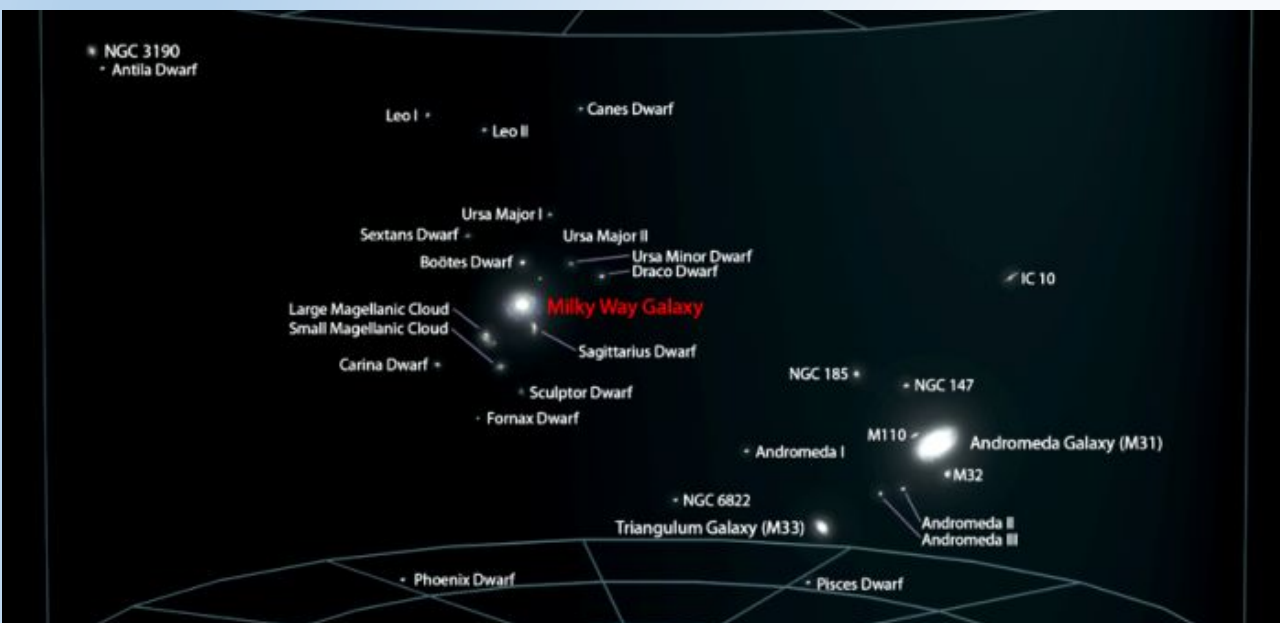 NGC 3190
Antila Dwarf
Canes Dwarf
Leo I
Leo II
Ursa Major I
Sextans Dwarf
Ursa Major II
Ursa Minor Dwarf
Boötes Dwarf
Draco Dwarf
IC 10
Milky Way Galaxy
Large Magellanic Cloud
Small Magellanic Cloud
Sagittarius Dwarf
Carina Dwarf
NGC 185
NGC 147
Sculptor Dwarf
Fornax Dwarf
M110
Andromeda Galaxy (M31)
Andromeda I
M32
NGC 6822
Andromeda II
Triangulum Galaxy (M33)
Andromeda III
Phoenix Dwarf
Pisces Dwarf